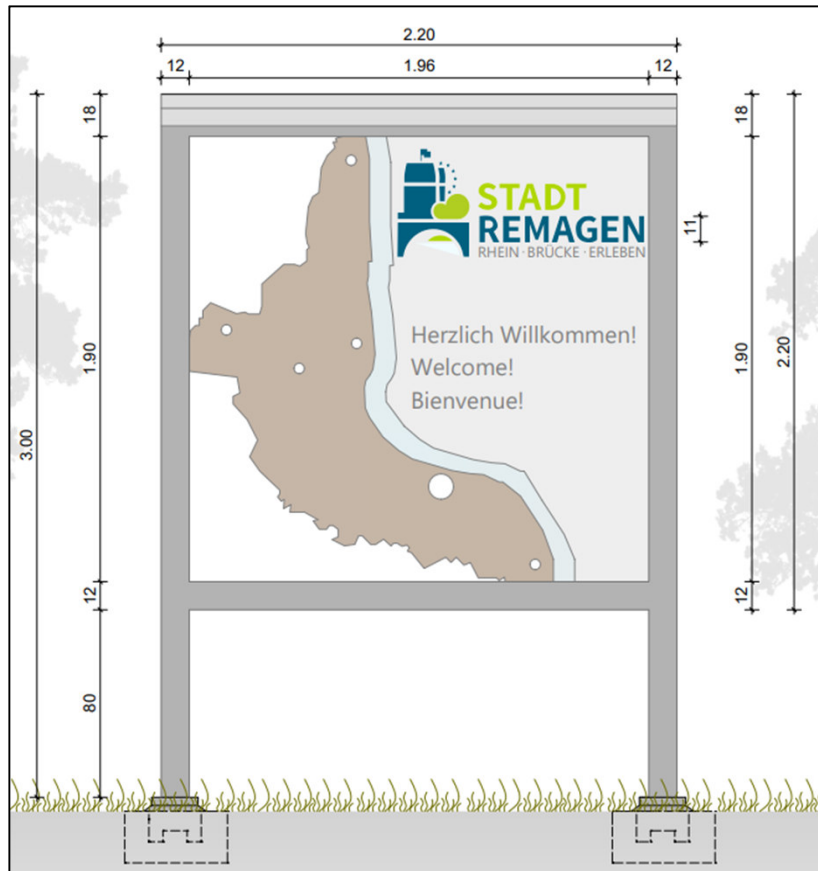 2.20
12 1.96 12
18 18
11
STADT
REMAGEN
RHEIN · BRÜCKE · ERLEBEN
Herzlich Willkommen!
Welcome!
Bienvenue!
3.00 1.90 1.90 2.20
12 12
80